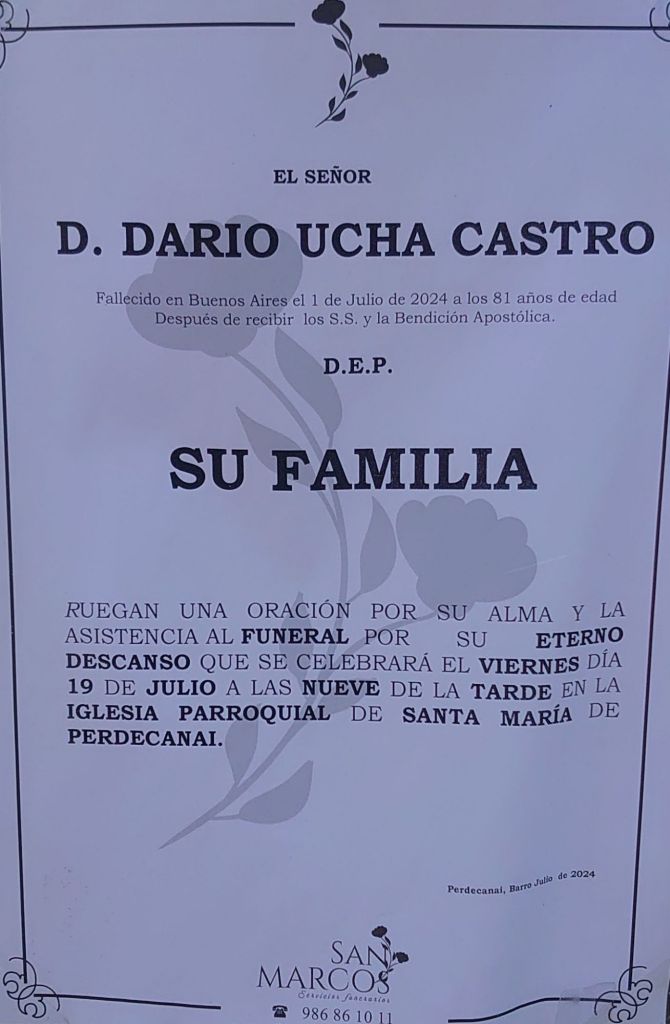 EL SEÑOR
D. DARIO UCHA CASTRO
Fallecido en Buenos Aires el 1 de Julio de 2024 a los 81 años de edad
Después de recibir los S.S. y la Bendición Apostólica.
D.E.P.
SU FAMILIA
RUEGAN UNA ORACIÓN POR SU ALMA Y LA
ASISTENCIA AL FUNERAL POR SU ETERNO
DESCANSO QUE SE CELEBRARÁ EL VIERNES DÍA
19 DE JULIO A LAS NUEVE DE LA TARDE EN LA
IGLESIA PARROQUIAL DE SANTA MARÍA DE
PERDECANAI.
Perdecanai, Barro Julio de 2024
SAN
MARCOS
Servicios funerarios
☎ 986 86 10 11